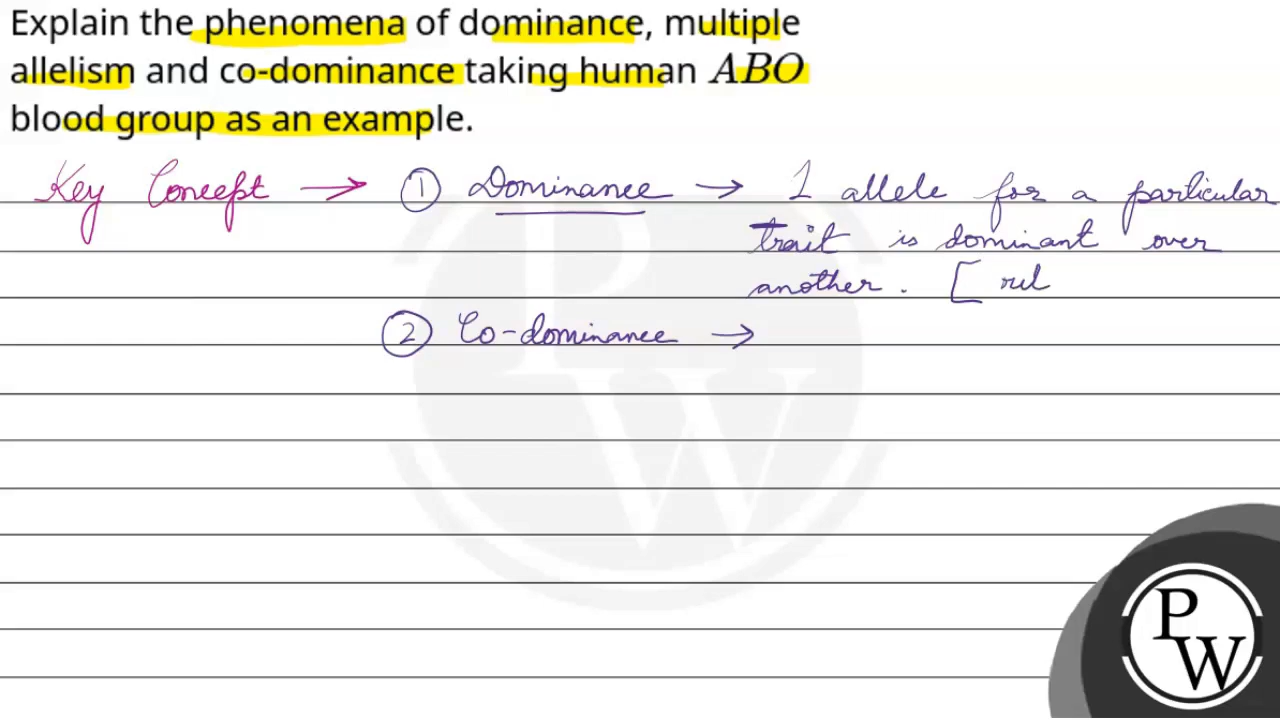 Explain the phenomena of dominance, multiple
allelism and co-dominance taking human ABO
blood group as an example.
Key Concept → ① Dominance → 1 allele for a particular
trait is dominant over
another. [ rul
② Co-dominance →
P
W
P
W